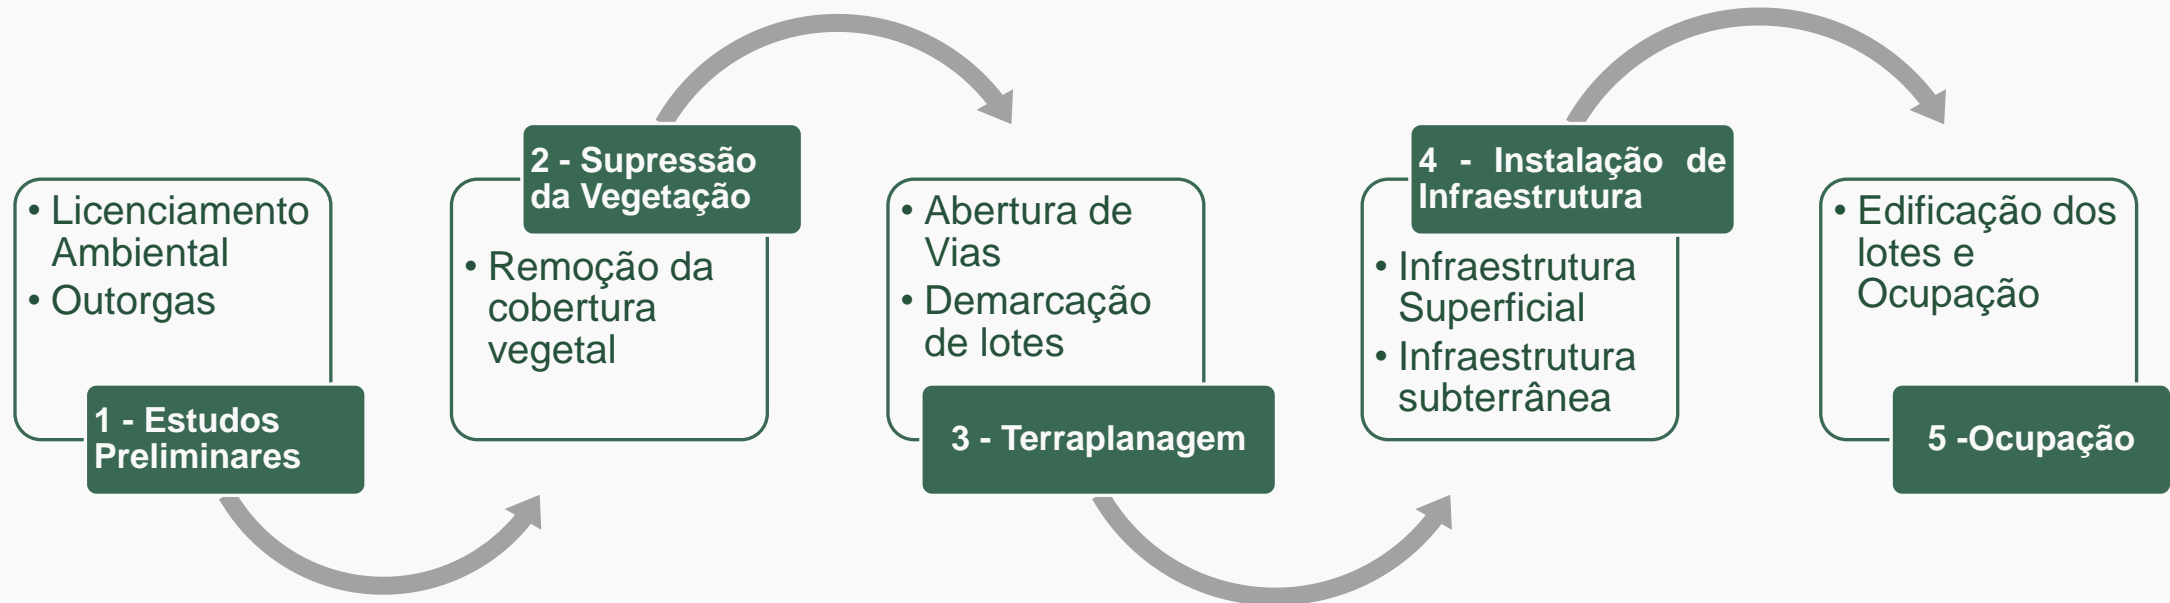 • Licenciamento
Ambiental
• Outorgas
1 - Estudos
Preliminares
2 - Supressão
da Vegetação
• Remoção da
cobertura
vegetal
• Abertura de
Vias
• Demarcação
de lotes
3 - Terraplanagem
4 - Instalação de
Infraestrutura
• Infraestrutura
Superficial
• Infraestrutura
subterrânea
• Edificação dos
lotes e
Ocupação
5 -Ocupação